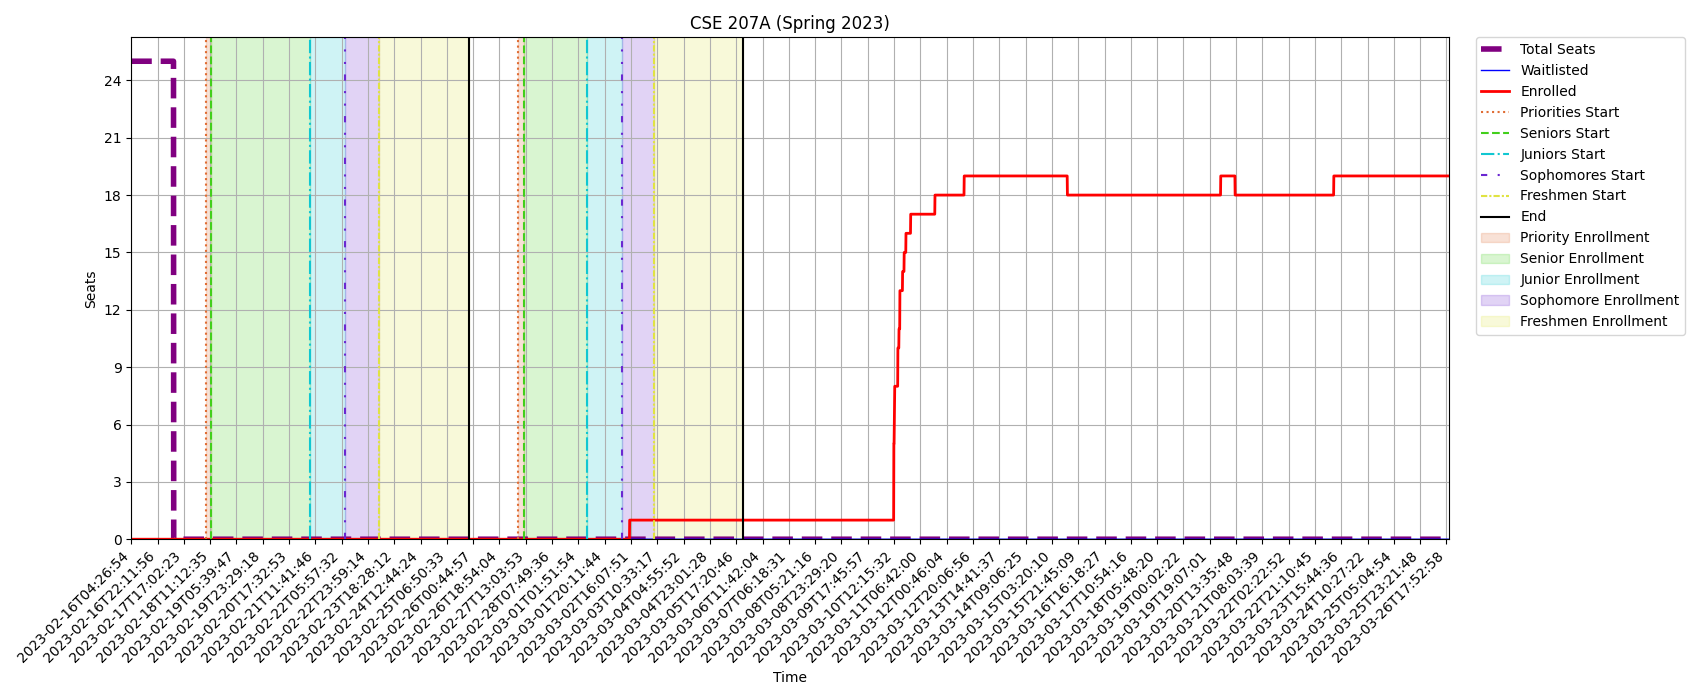 CSE 207A (Spring 2023)
Seats
24
21
18
15
12
9
6
3
0
2023-02-16T04:26:54
2023-02-16T22:11:56
2023-02-17T17:02:23
2023-02-18T11:12:35
2023-02-19T05:39:47
2023-02-19T23:29:18
2023-02-20T17:32:53
2023-02-21T11:41:46
2023-02-22T05:57:32
2023-02-22T23:59:14
2023-02-23T18:28:12
2023-02-24T12:44:24
2023-02-25T06:50:33
2023-02-26T00:44:57
2023-02-26T18:54:04
2023-02-27T13:03:53
2023-02-28T07:49:36
2023-03-01T01:51:54
2023-03-01T20:11:44
2023-03-02T16:07:51
2023-03-03T10:33:17
2023-03-04T04:55:52
2023-03-04T23:01:28
2023-03-05T17:20:46
2023-03-06T11:42:04
2023-03-07T06:18:31
2023-03-08T05:21:16
2023-03-08T23:29:20
2023-03-09T17:45:57
2023-03-10T12:15:32
2023-03-11T06:42:00
2023-03-12T00:46:04
2023-03-12T20:06:56
2023-03-13T14:41:37
2023-03-14T09:06:25
2023-03-15T03:20:10
2023-03-15T21:45:09
2023-03-16T16:18:27
2023-03-17T10:54:16
2023-03-18T05:48:20
2023-03-19T00:02:22
2023-03-19T19:07:01
2023-03-20T13:35:48
2023-03-21T08:03:39
2023-03-22T02:22:52
2023-03-22T21:10:45
2023-03-23T15:44:36
2023-03-24T10:27:22
2023-03-25T05:04:54
2023-03-25T23:21:48
2023-03-26T17:52:58
Time
Total Seats
Waitlisted
Enrolled
Priorities Start
Seniors Start
Juniors Start
Sophomores Start
Freshmen Start
End
Priority Enrollment
Senior Enrollment
Junior Enrollment
Sophomore Enrollment
Freshmen Enrollment